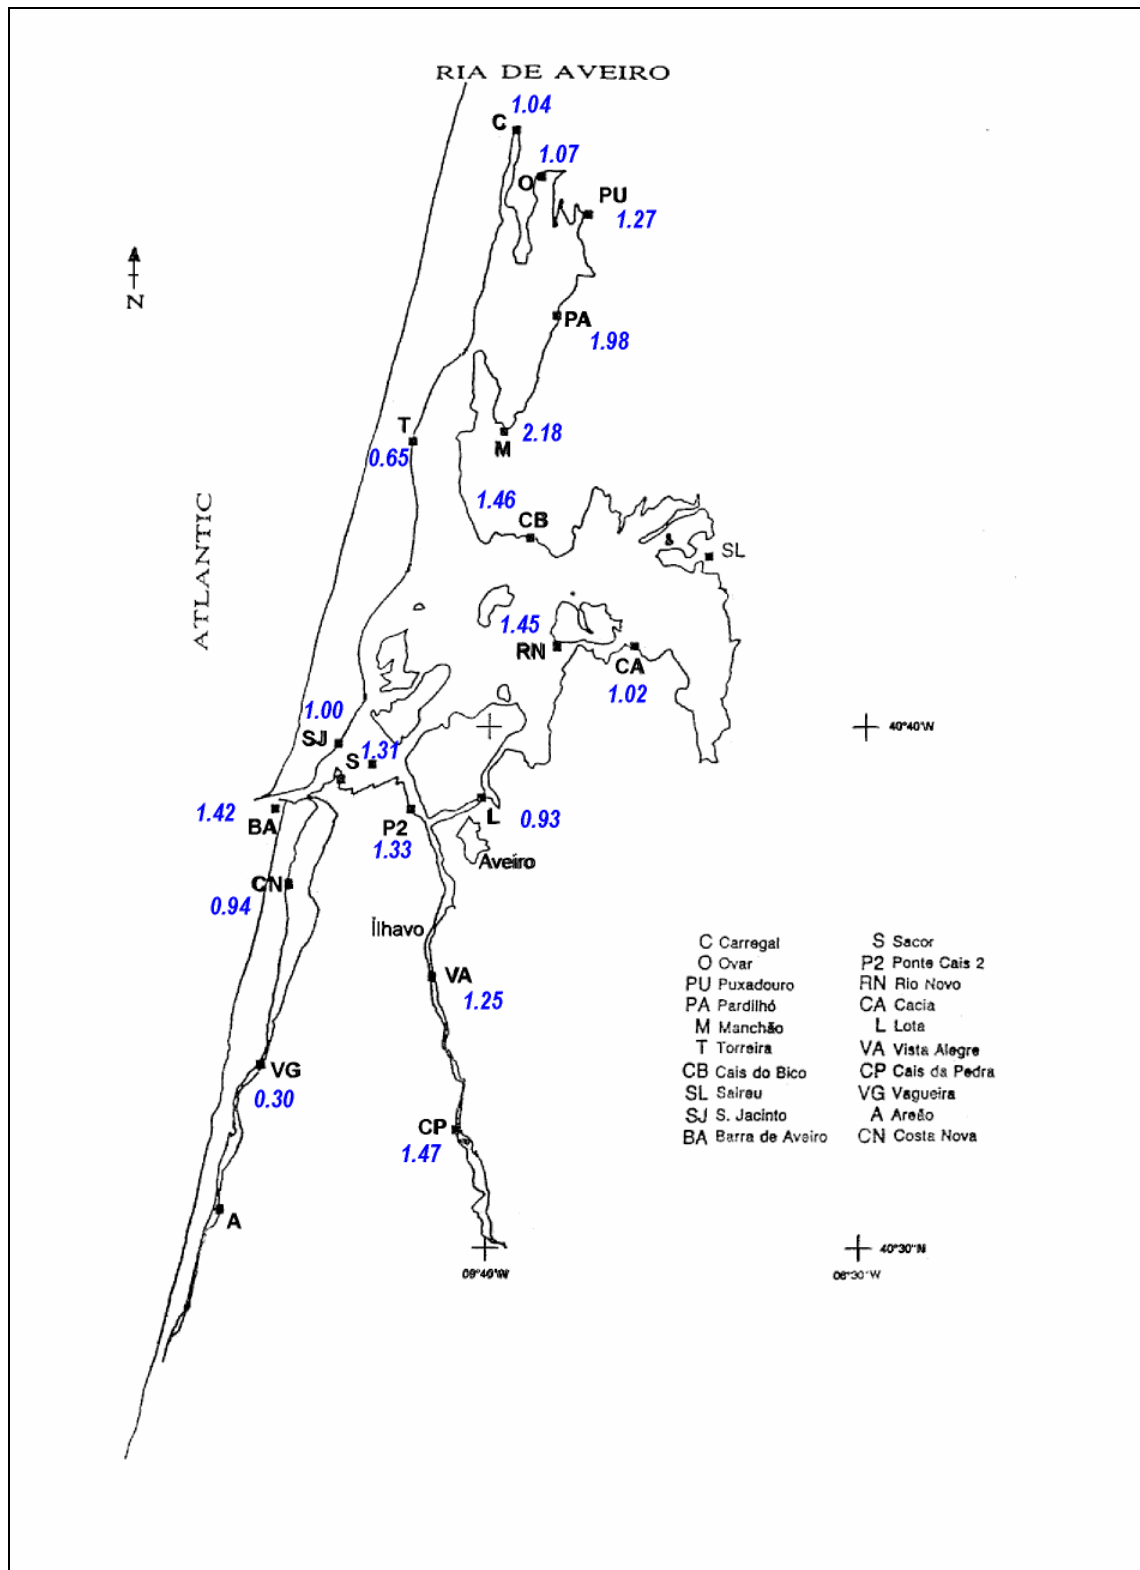 RIA DE AVEIRO
1.04
C
1.07
O
PU
1.27
N
PA
1.98
T
0.65
M
2.18
1.46
CB
SL
ATLANTIC
1.45
RN
CA
1.02
1.00
SJ
S
1.31
40°40'W
1.42
BA
P2
1.33
L
0.93
Aveiro
CN
0.94
Ílhavo
VA
1.25
VG
0.30
CP
1.47
A
40°30"N
09°40'W
08°30'W
C Carregal
O Ovar
PU Puxadouro
PA Pardilhó
M Manchão
T Torreira
CB Cais do Bico
SL Salreu
SJ S. Jacinto
BA Barra de Aveiro
S Sacor
P2 Ponte Cais 2
RN Rio Novo
CA Cacia
L Lota
VA Vista Alegre
CP Cais da Pedra
VG Vagueira
A Areão
CN Costa Nova